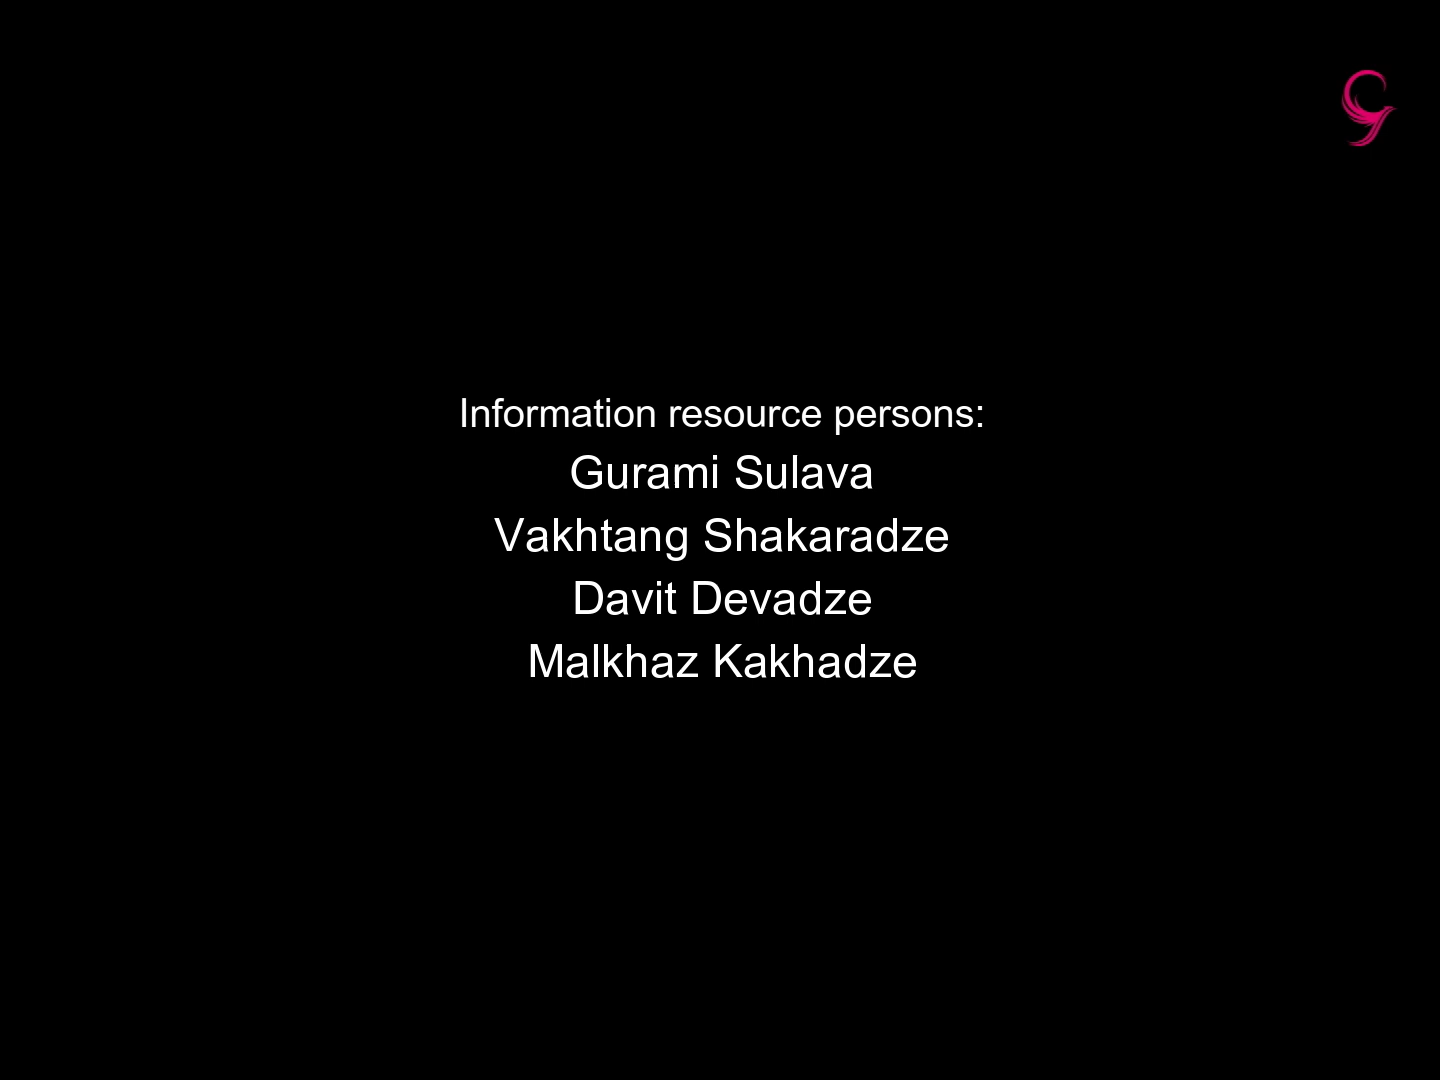 Information resource persons:
Gurami Sulava
Vakhtang Shakaradze
Davit Devadze
Malkhaz Kakhadze